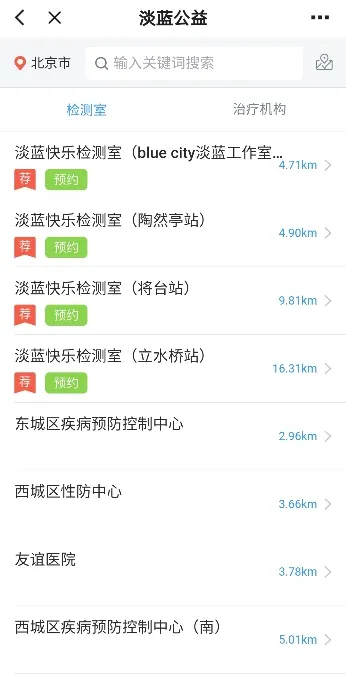 淡蓝公益
北京市 输入关键词搜索
检测室 治疗机构
淡蓝快乐检测室（blue city淡蓝工作室...
4.71km
荐 预约
淡蓝快乐检测室（陶然亭站）
4.90km
荐 预约
淡蓝快乐检测室（将台站）
9.81km
荐 预约
淡蓝快乐检测室（立水桥站）
16.31km
荐 预约
东城区疾病预防控制中心
2.96km
西城区性防中心
3.66km
友谊医院
3.78km
西城区疾病预防控制中心（南）
5.01km